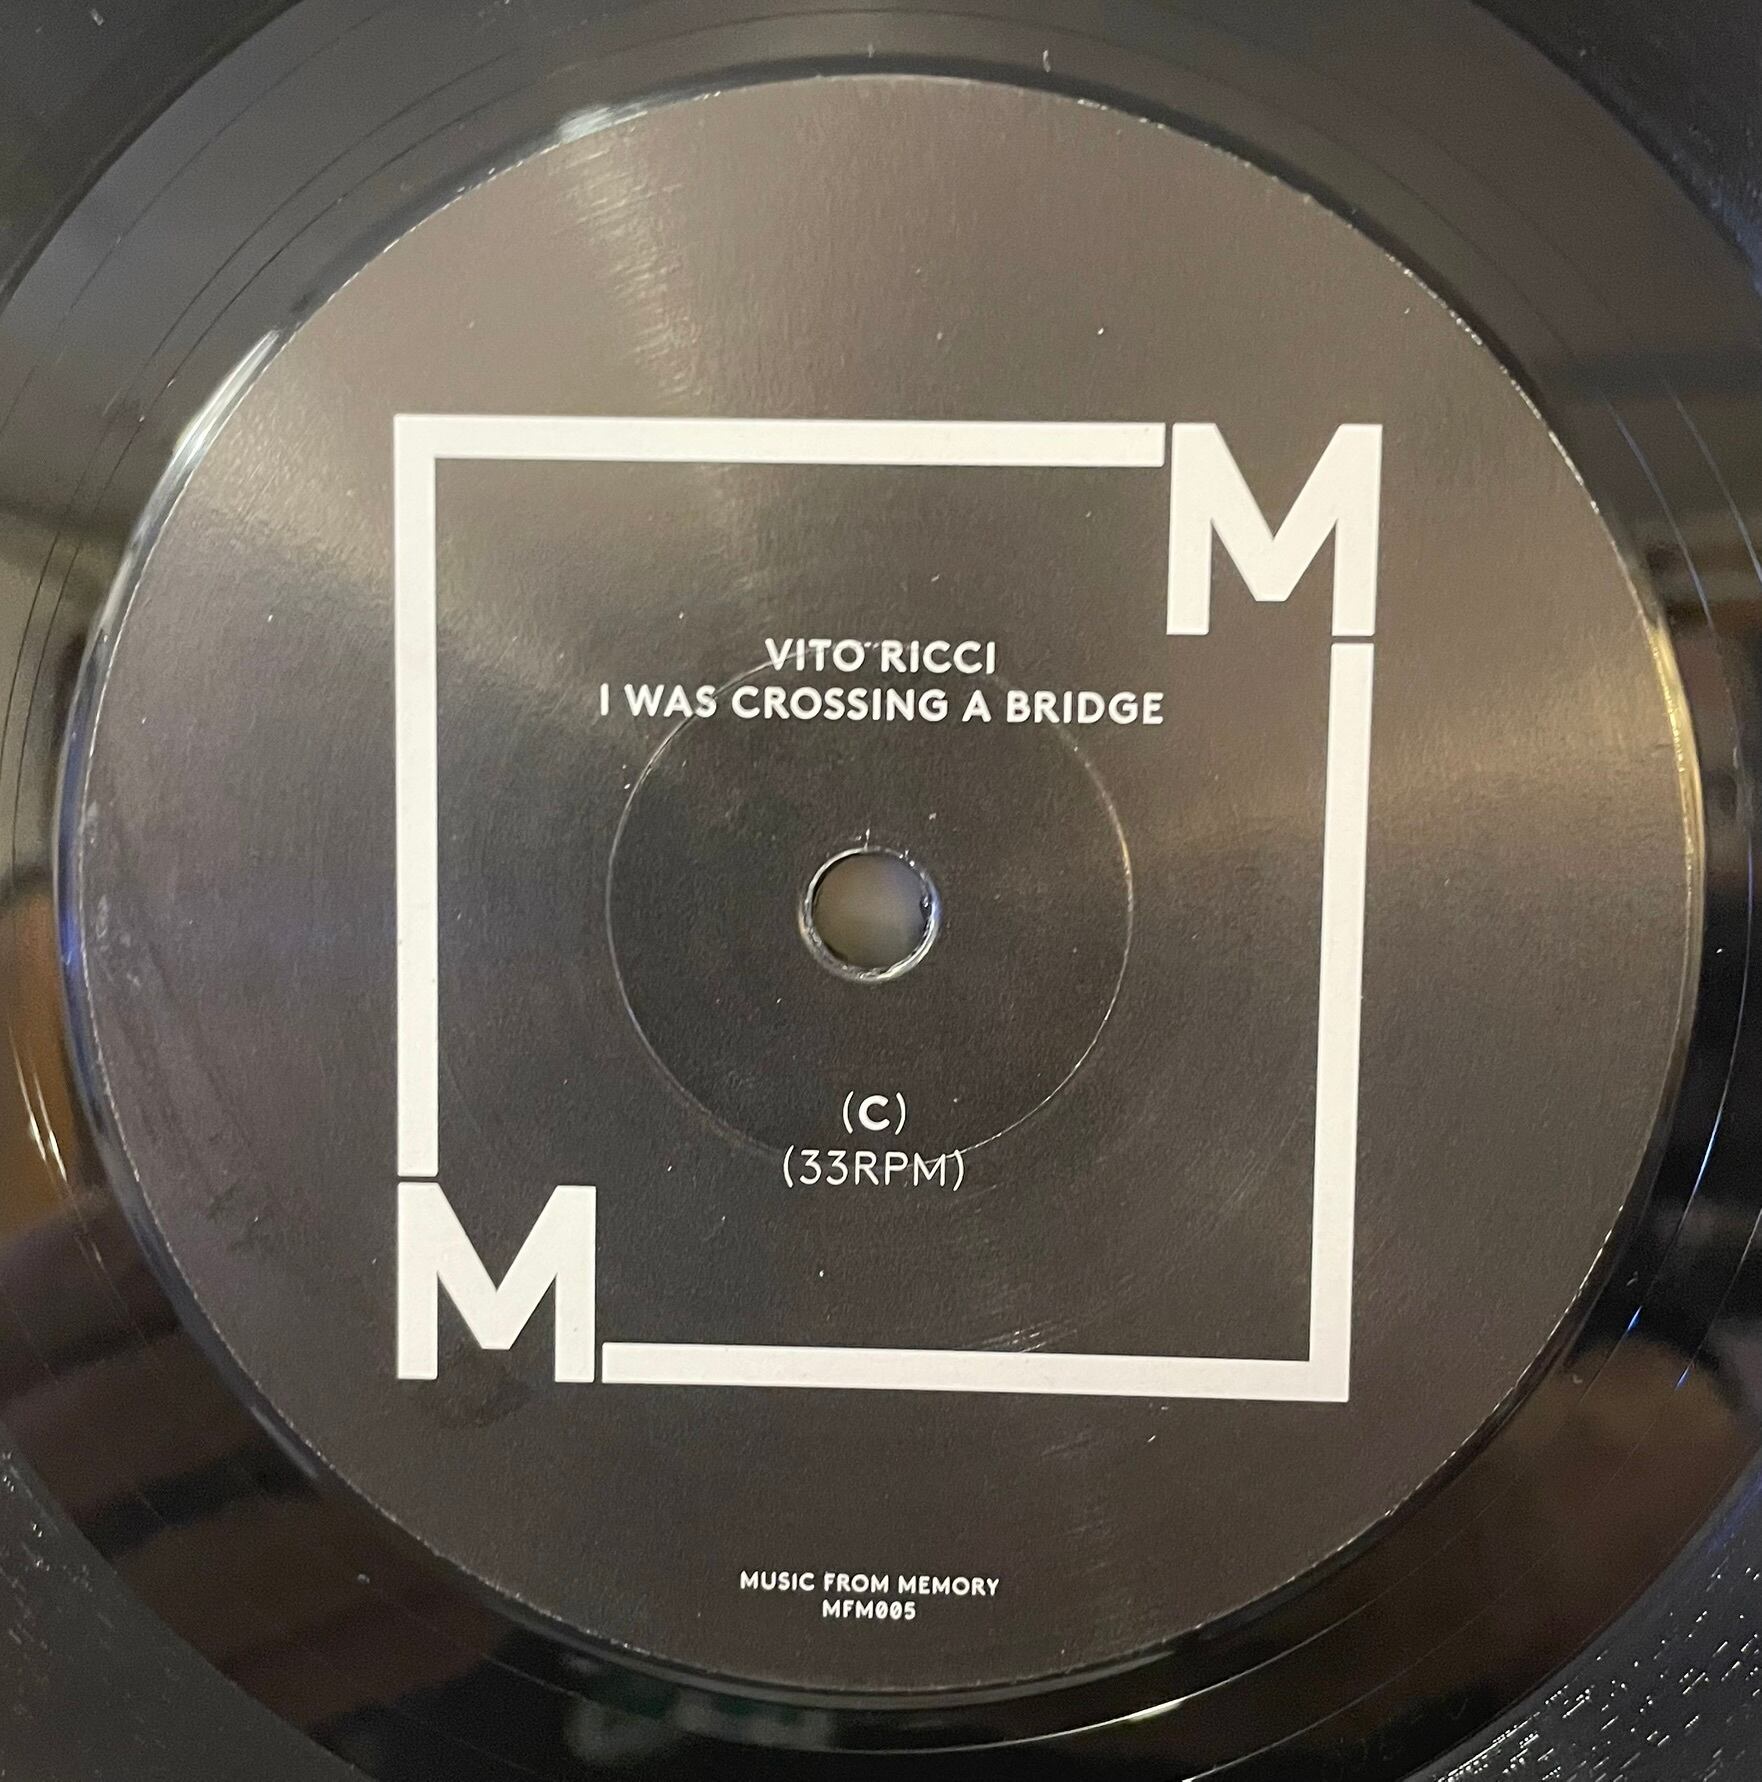 M
VITO RICCI
I WAS CROSSING A BRIDGE
(C)
(33RPM)
M
MUSIC FROM MEMORY
MFM005